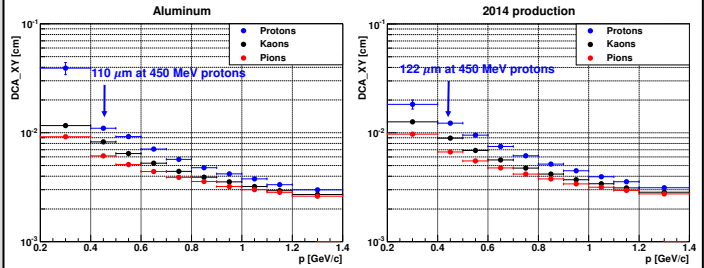 Aluminum
DCA_XY [cm]
10⁻¹
10⁻²
10⁻³
Protons
Kaons
Pions
110 μm at 450 MeV protons
0.2 0.4 0.6 0.8 1 1.2 1.4
p [GeV/c]
2014 production
DCA_XY [cm]
10⁻¹
10⁻²
10⁻³
Protons
Kaons
Pions
122 μm at 450 MeV protons
0.2 0.4 0.6 0.8 1 1.2 1.4
p [GeV/c]